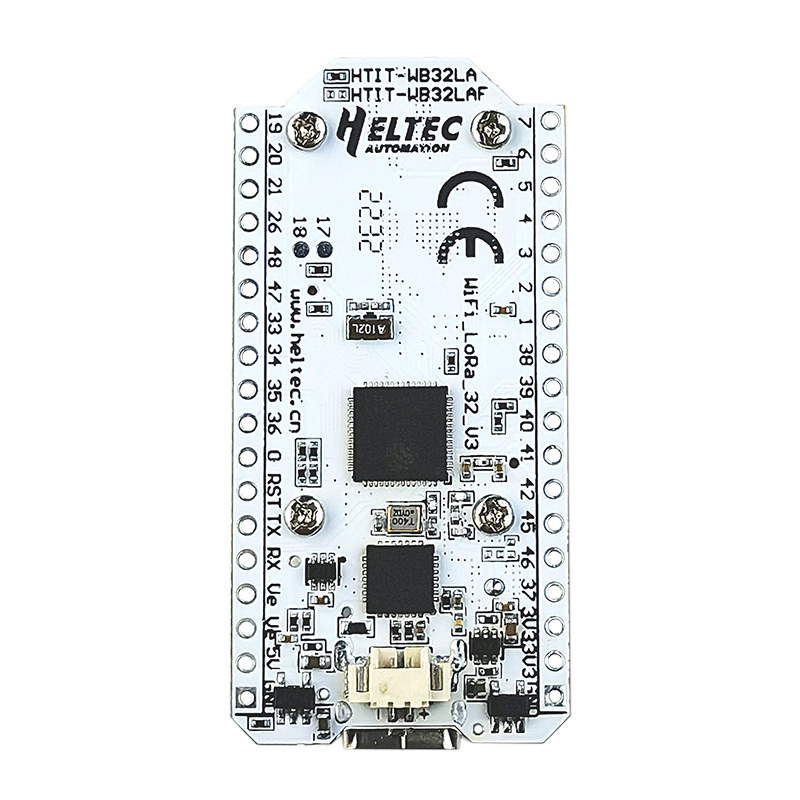 HTIT-WB32LA
HTIT-WB32LAF
HELTEC
AUTOMATION
CE
2232
17
18
WiFi_LoRa_32_V3
www.heltec.cn
A102L
T400
19
20
21
26
48
47
33
34
35
36
0
RST
TX
RX
Ve
Ve
5V
GND
7
6
5
4
3
2
1
38
39
40
41
42
45
46
37
3V3
3V3
GND
+